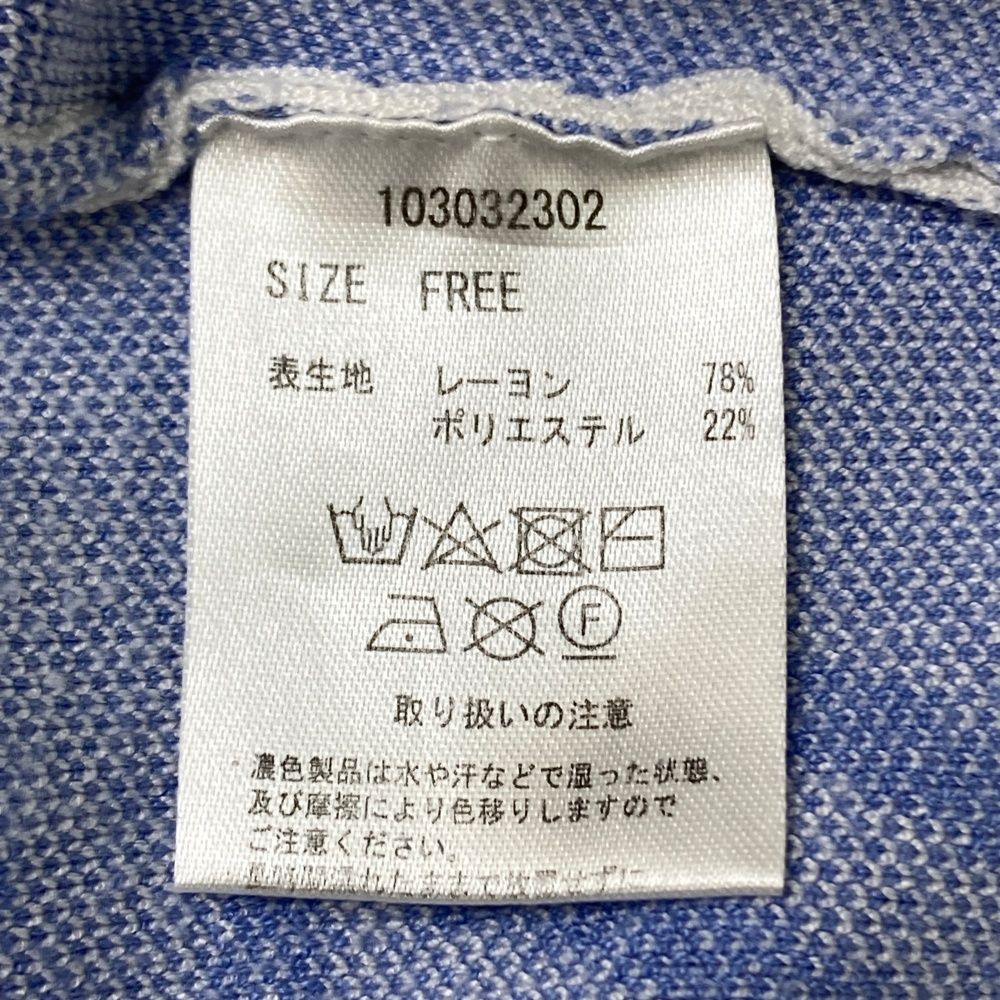 103032302
SIZE FREE
表生地 レーヨン 78%
ポリエステル 22%
F
取り扱いの注意
濃色製品は水や汗などで湿った状態、
及び摩擦により色移りしますので
ご注意ください。